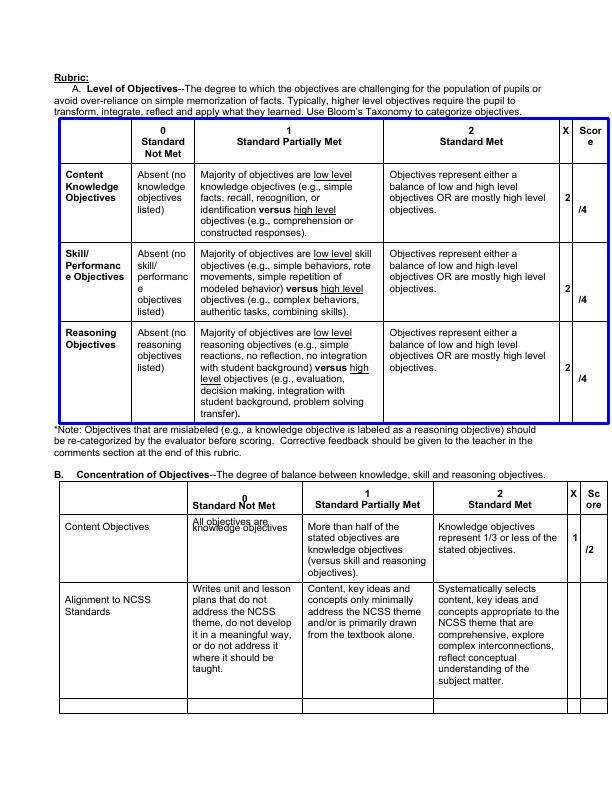 Rubric:
A. Level of Objectives--The degree to which the objectives are challenging for the population of pupils or
avoid over-reliance on simple memorization of facts. Typically, higher level objectives require the pupil to
transform, integrate, reflect and apply what they learned. Use Bloom's Taxonomy to categorize objectives.
0
Standard
Not Met
1
Standard Partially Met
2
Standard Met
X
Scor
e
Content
Knowledge
Objectives
Absent (no
knowledge
objectives
listed)
Majority of objectives are low level
knowledge objectives (e.g., simple
facts, recall, recognition, or
identification versus high level
objectives (e.g., comprehension or
constructed responses).
Objectives represent either a
balance of low and high level
objectives OR are mostly high level
objectives.
2
/4
Skill/
Performanc
e Objectives
Absent (no
skill/
performanc
e
objectives
listed)
Majority of objectives are low level skill
objectives (e.g., simple behaviors, rote
movements, simple repetition of
modeled behavior) versus high level
objectives (e.g., complex behaviors,
authentic tasks, combining skills).
Objectives represent either a
balance of low and high level
objectives OR are mostly high level
objectives.
2
/4
Reasoning
Objectives
Absent (no
reasoning
objectives
listed)
Majority of objectives are low level
reasoning objectives (e.g., simple
reactions, no reflection, no integration
with student background) versus high
level objectives (e.g., evaluation,
decision making, integration with
student background, problem solving
transfer).
Objectives represent either a
balance of low and high level
objectives OR are mostly high level
objectives.
2
/4
*Note: Objectives that are mislabeled (e.g., a knowledge objective is labeled as a reasoning objective) should
be re-categorized by the evaluator before scoring. Corrective feedback should be given to the teacher in the
comments section at the end of this rubric.
B. Concentration of Objectives--The degree of balance between knowledge, skill and reasoning objectives.
0
Standard Not Met
1
Standard Partially Met
2
Standard Met
X
Sc
ore
Content Objectives
All objectives are
knowledge objectives
More than half of the
stated objectives are
knowledge objectives
(versus skill and reasoning
objectives).
Knowledge objectives
represent 1/3 or less of the
stated objectives.
1
/2
Alignment to NCSS
Standards
Writes unit and lesson
plans that do not
address the NCSS
theme, do not develop
it in a meaningful way,
or do not address it
where it should be
taught.
Content, key ideas and
concepts only minimally
address the NCSS theme
and/or is primarily drawn
from the textbook alone.
Systematically selects
content, key ideas and
concepts appropriate to the
NCSS theme that are
comprehensive, explore
complex interconnections,
reflect conceptual
understanding of the
subject matter.